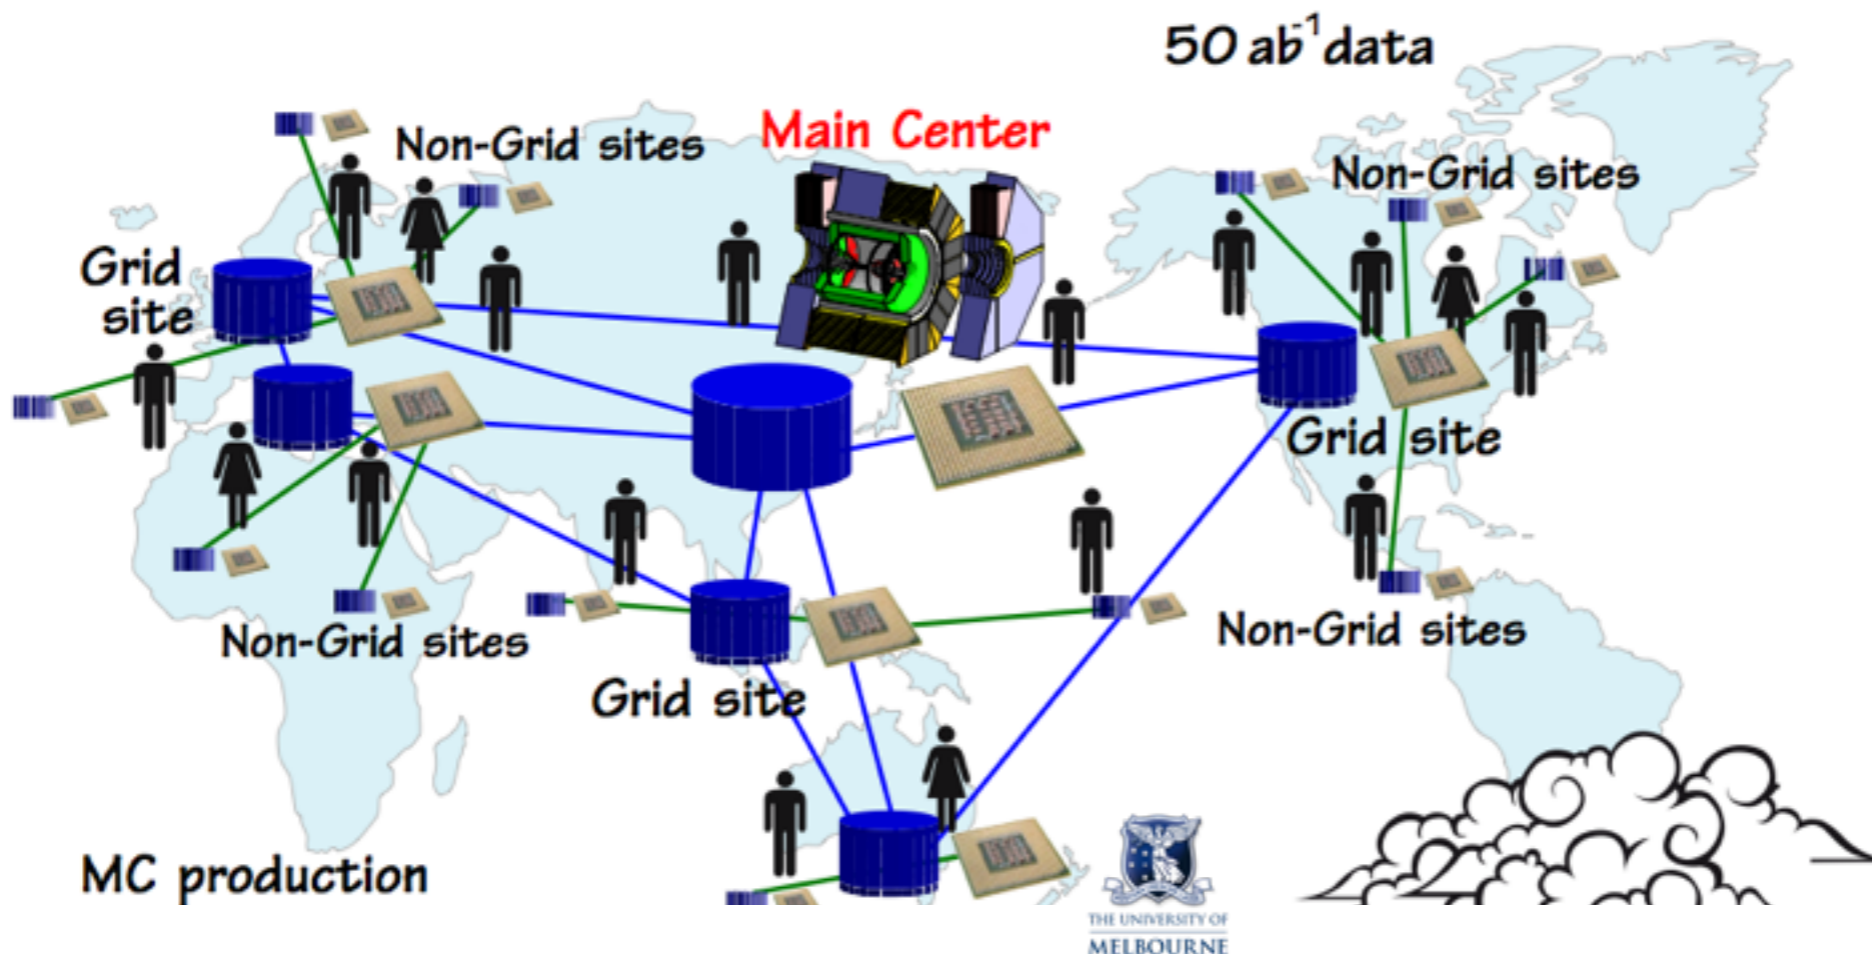 50 ab⁻¹ data
Main Center
Non-Grid sites
Non-Grid sites
Grid
site
Grid site
Non-Grid sites
Non-Grid sites
Grid site
MC production
THE UNIVERSITY OF
MELBOURNE